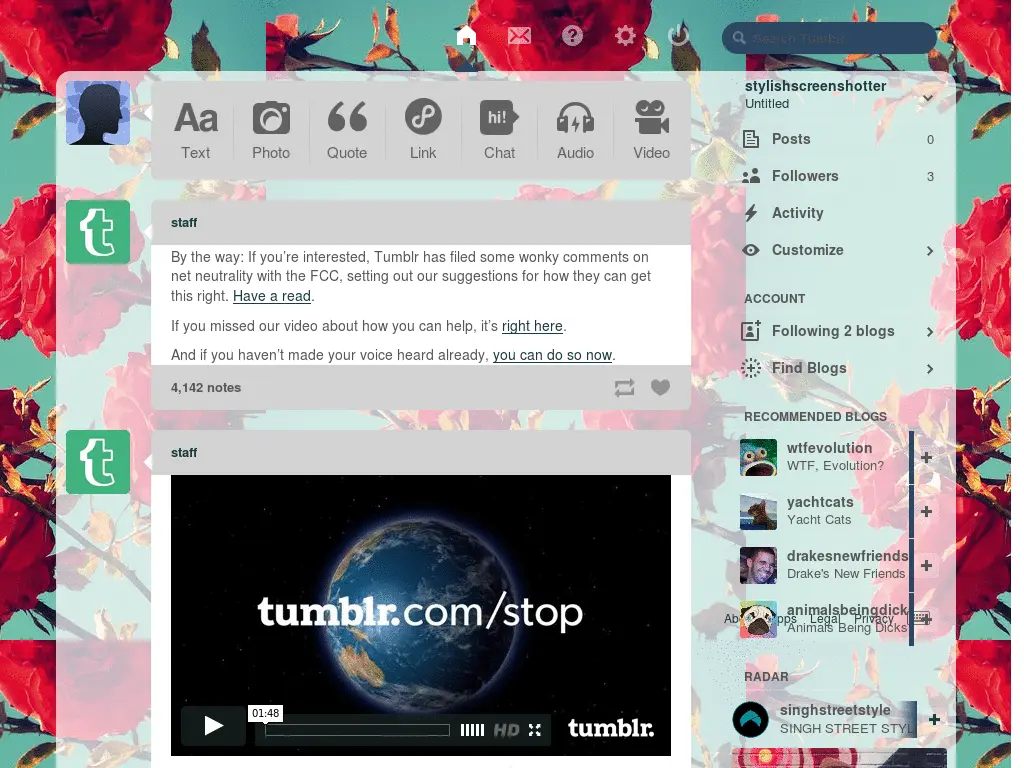 Search Tumblr
Aa
hi!
Text Photo Quote Link Chat Audio Video
staff
By the way: If you're interested, Tumblr has filed some wonky comments on
net neutrality with the FCC, setting out our suggestions for how they can get
this right. Have a read.
If you missed our video about how you can help, it's right here.
And if you haven't made your voice heard already, you can do so now.
4,142 notes
staff
tumblr.com/stop
01:48
HD
tumblr.
stylishscreenshotter
Untitled
Posts 0
Followers 3
Activity
Customize
ACCOUNT
Following 2 blogs
Find Blogs
RECOMMENDED BLOGS
wtfevolution
WTF, Evolution?
yachtcats
Yacht Cats
drakesnewfriends
Drake's New Friends
animalsbeingdick
Legal Privacy
Animals Being Dicks
RADAR
singhstreetstyle
SINGH STREET STYL